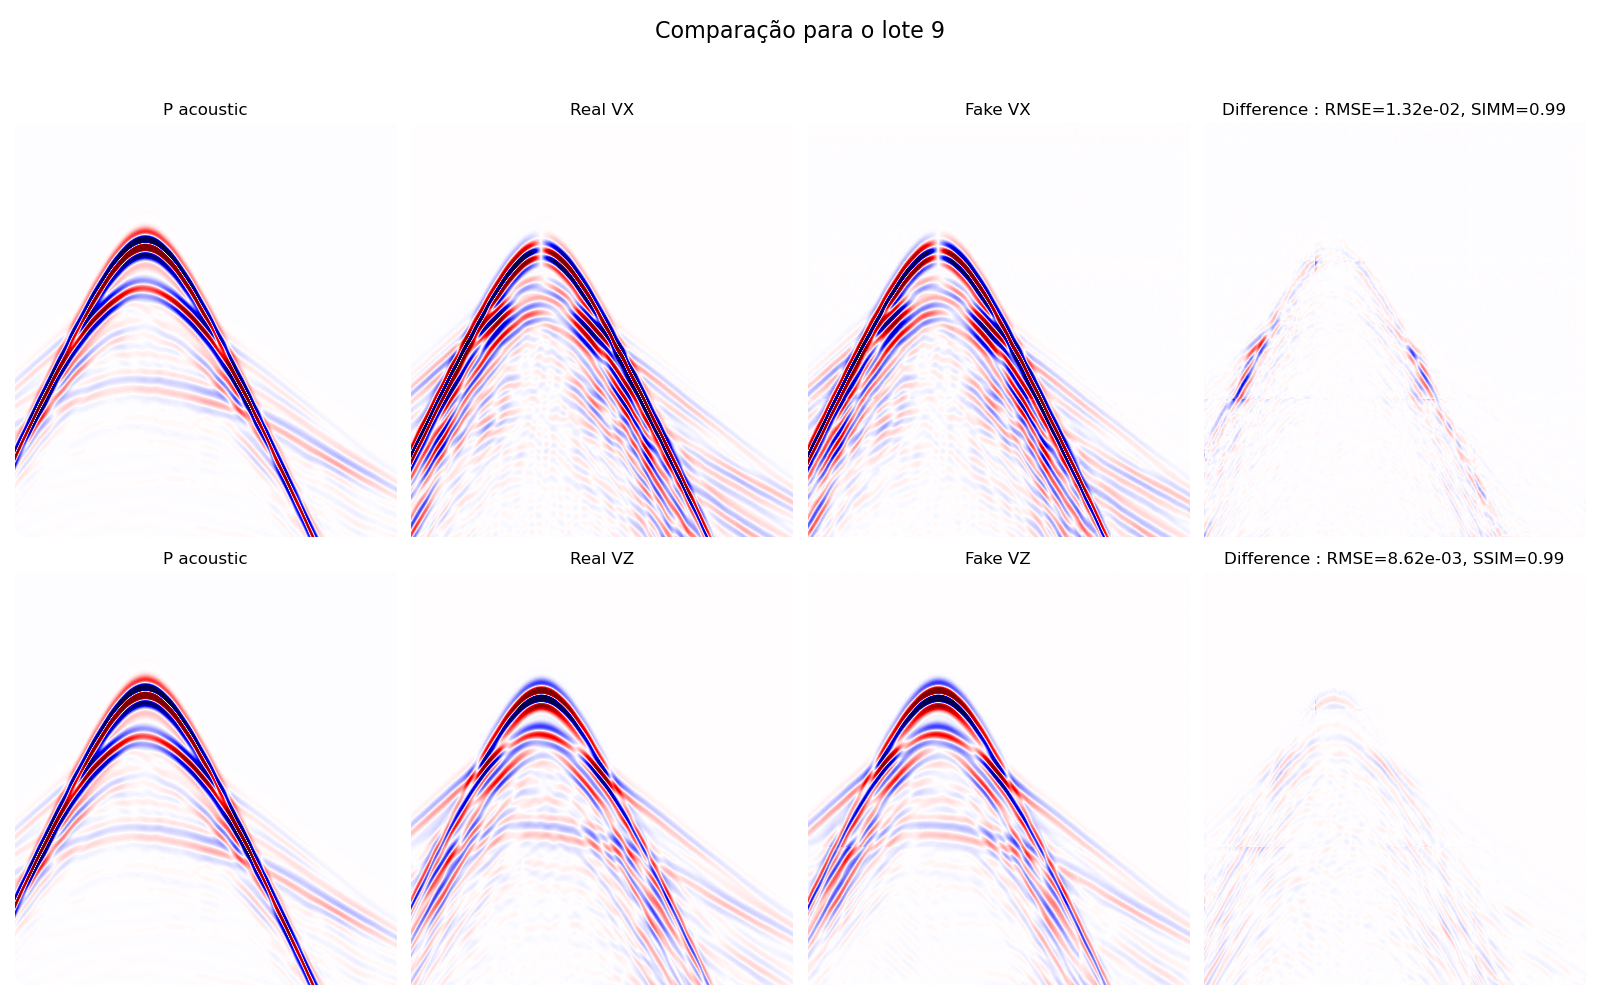 Comparação para o lote 9
P acoustic
Real VX
Fake VX
Difference : RMSE=1.32e-02, SIMM=0.99
P acoustic
Real VZ
Fake VZ
Difference : RMSE=8.62e-03, SSIM=0.99